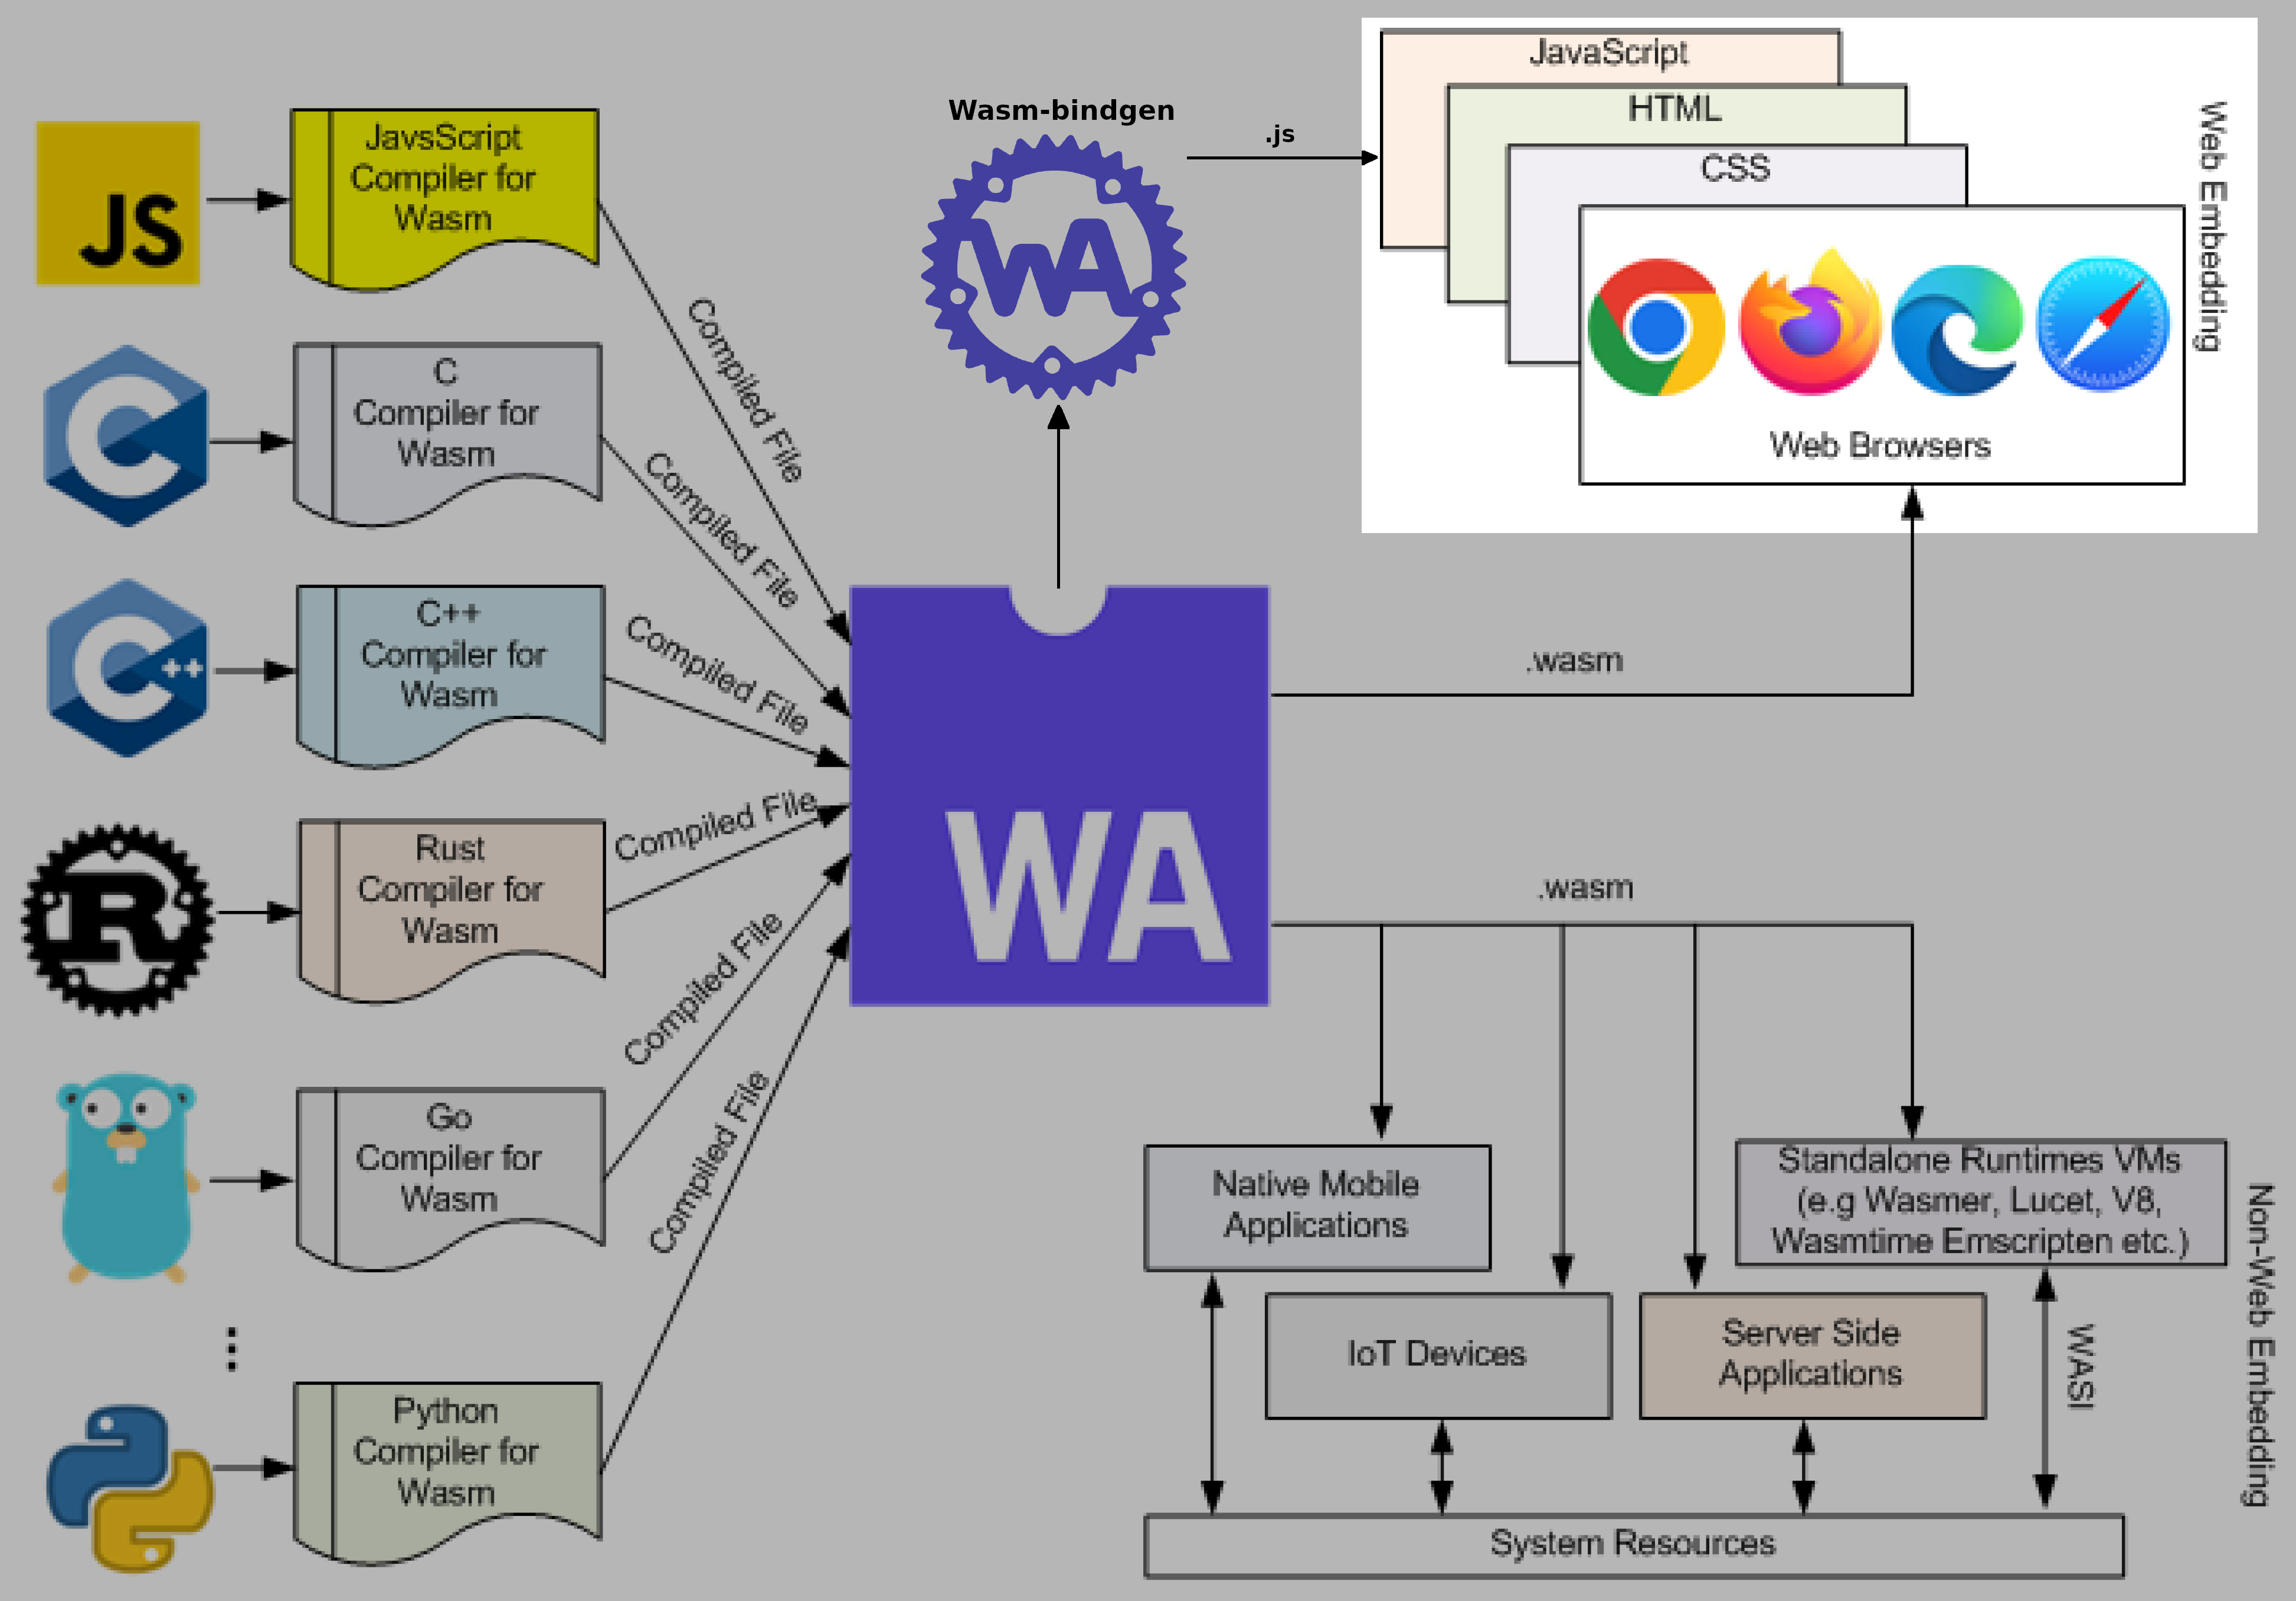 JS
JavsScript
Compiler for
Wasm
Compiled File
C
Compiler for
Wasm
Compiled File
C++
Compiler for
Wasm
Compiled File
Rust
Compiler for
Wasm
Compiled File
Go
Compiler for
Wasm
Compiled File
Python
Compiler for
Wasm
Compiled File
C
C
++
R
WA
Wasm-bindgen
WA
.js
JavaScript
HTML
CSS
Web Browsers
Web Embedding
.wasm
.wasm
Native Mobile
Applications
IoT Devices
Server Side
Applications
Standalone Runtimes VMs
(e.g Wasmer, Lucet, V8,
Wasmtime Emscripten etc.)
WASI
System Resources
Non-Web Embedding